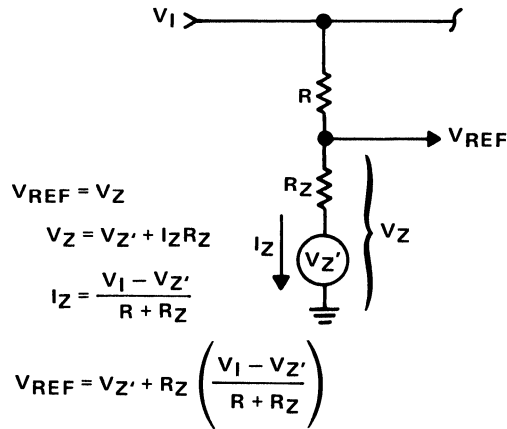 V_I
R
V_REF
R_Z
V_REF = V_Z
V_Z
V_Z = V_Z' + I_Z R_Z
I_Z
V_Z'
I_Z = (V_I − V_Z') / (R + R_Z)
V_REF = V_Z' + R_Z ((V_I − V_Z') / (R + R_Z))